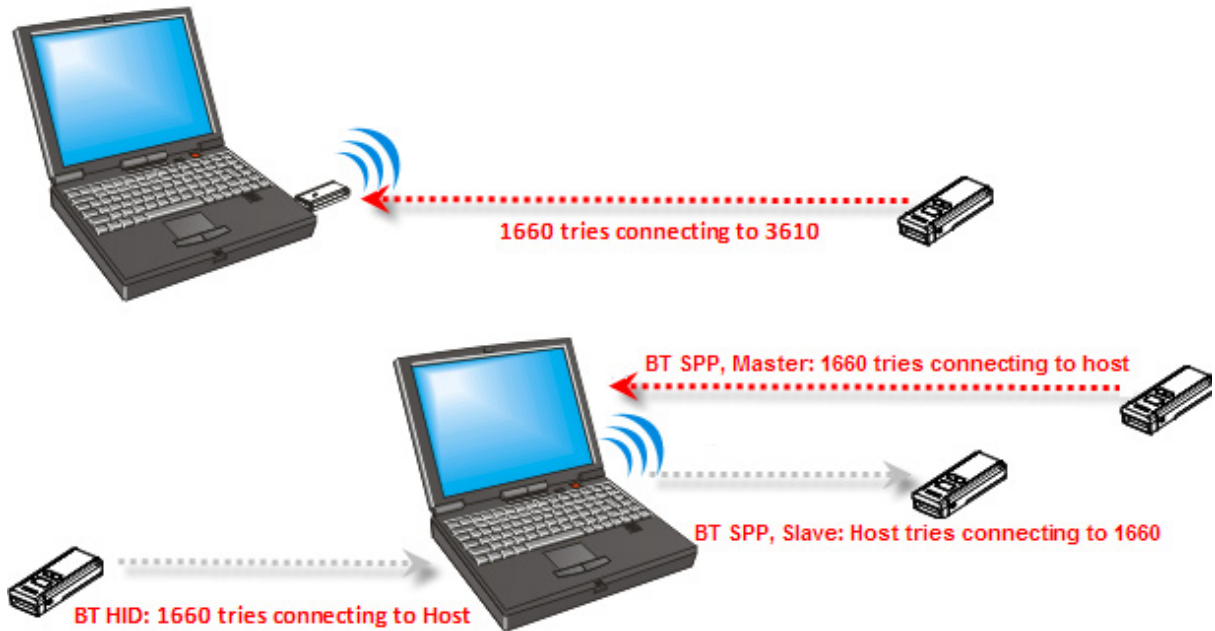 1660 tries connecting to 3610
BT SPP, Master: 1660 tries connecting to host
BT SPP, Slave: Host tries connecting to 1660
BT HID: 1660 tries connecting to Host